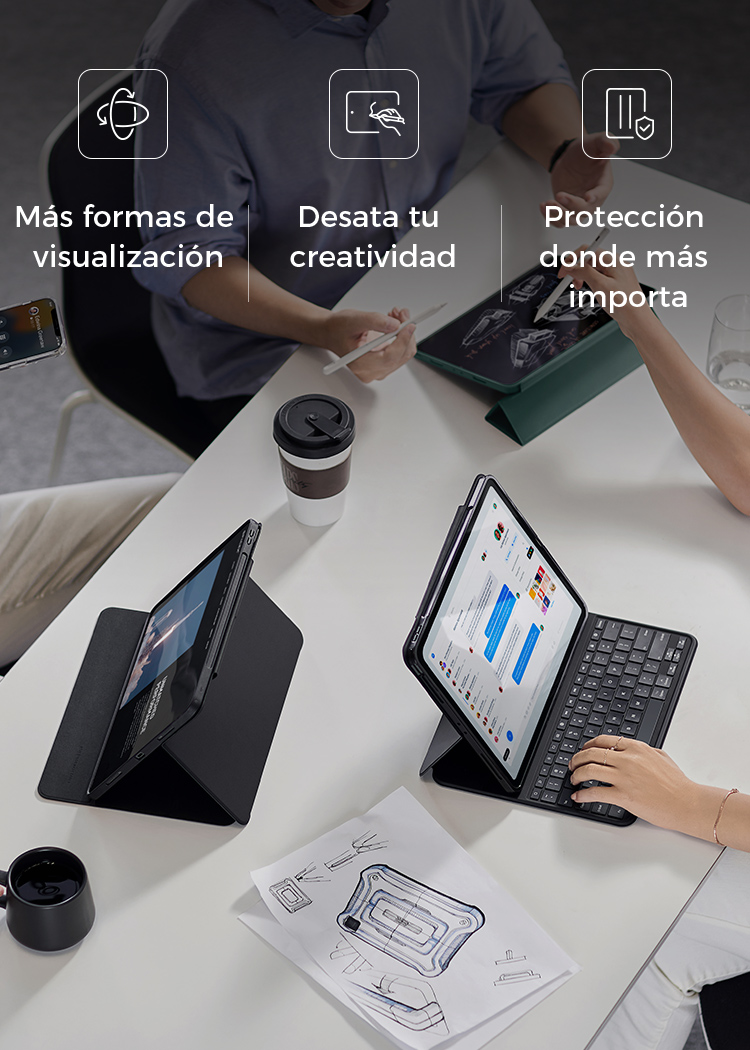 Más formas de
visualización
Desata tu
creatividad
Protección
donde más
importa